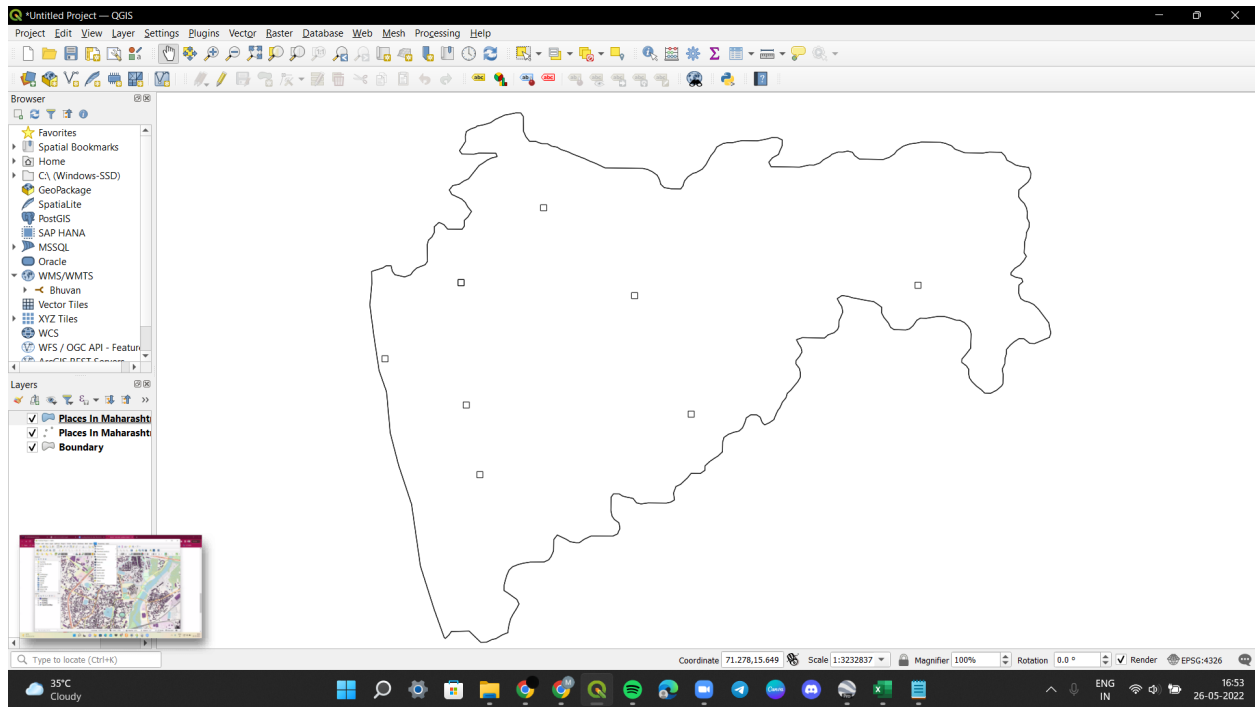 *Untitled Project — QGIS
Project Edit View Layer Settings Plugins Vector Raster Database Web Mesh Processing Help
Browser
Favorites
Spatial Bookmarks
Home
C:\ (Windows-SSD)
GeoPackage
SpatiaLite
PostGIS
SAP HANA
MSSQL
Oracle
WMS/WMTS
Bhuvan
Vector Tiles
XYZ Tiles
WCS
WFS / OGC API - Featur
ArcGIS REST Servers
Layers
Places In Maharasht
Places In Maharasht
Boundary
Type to locate (Ctrl+K)
Coordinate 71.278,15.649 Scale 1:3232837 Magnifier 100% Rotation 0.0 ° Render EPSG:4326
35°C
Cloudy
ENG
IN
16:53
26-05-2022